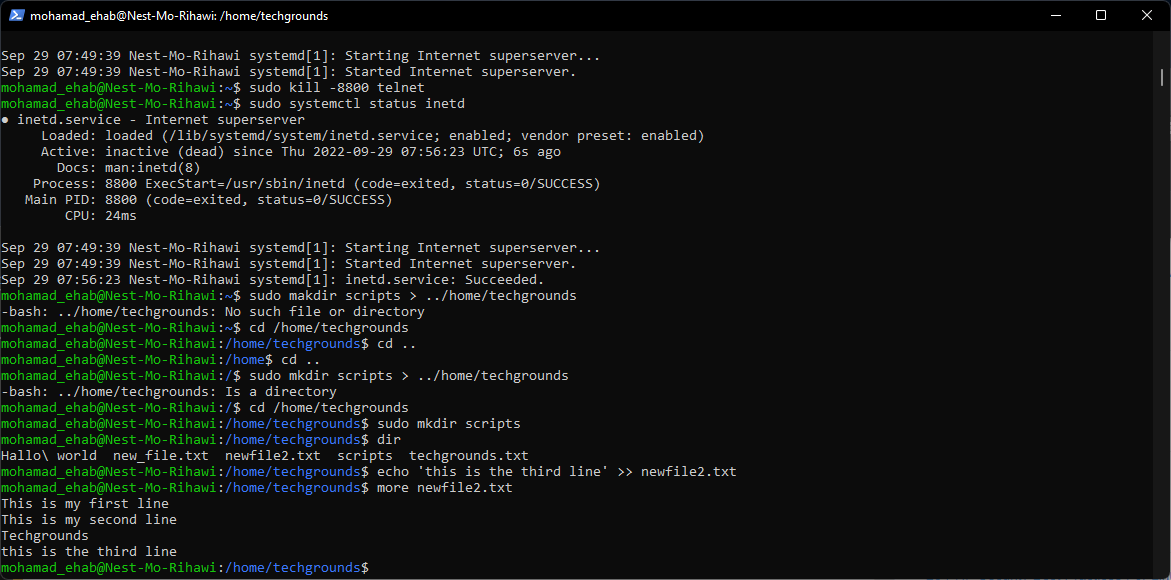 mohamad_ehab@Nest-Mo-Rihawi: /home/techgrounds
Sep 29 07:49:39 Nest-Mo-Rihawi systemd[1]: Starting Internet superserver...
Sep 29 07:49:39 Nest-Mo-Rihawi systemd[1]: Started Internet superserver.
mohamad_ehab@Nest-Mo-Rihawi:~$ sudo kill -8800 telnet
mohamad_ehab@Nest-Mo-Rihawi:~$ sudo systemctl status inetd
● inetd.service - Internet superserver
     Loaded: loaded (/lib/systemd/system/inetd.service; enabled; vendor preset: enabled)
     Active: inactive (dead) since Thu 2022-09-29 07:56:23 UTC; 6s ago
       Docs: man:inetd(8)
    Process: 8800 ExecStart=/usr/sbin/inetd (code=exited, status=0/SUCCESS)
   Main PID: 8800 (code=exited, status=0/SUCCESS)
        CPU: 24ms
Sep 29 07:49:39 Nest-Mo-Rihawi systemd[1]: Starting Internet superserver...
Sep 29 07:49:39 Nest-Mo-Rihawi systemd[1]: Started Internet superserver.
Sep 29 07:56:23 Nest-Mo-Rihawi systemd[1]: inetd.service: Succeeded.
mohamad_ehab@Nest-Mo-Rihawi:~$ sudo makdir scripts > ../home/techgrounds
-bash: ../home/techgrounds: No such file or directory
mohamad_ehab@Nest-Mo-Rihawi:~$ cd /home/techgrounds
mohamad_ehab@Nest-Mo-Rihawi:/home/techgrounds$ cd ..
mohamad_ehab@Nest-Mo-Rihawi:/home$ cd ..
mohamad_ehab@Nest-Mo-Rihawi:/$ sudo mkdir scripts > ../home/techgrounds
-bash: ../home/techgrounds: Is a directory
mohamad_ehab@Nest-Mo-Rihawi:/$ cd /home/techgrounds
mohamad_ehab@Nest-Mo-Rihawi:/home/techgrounds$ sudo mkdir scripts
mohamad_ehab@Nest-Mo-Rihawi:/home/techgrounds$ dir
Hallo\ world  new_file.txt  newfile2.txt  scripts  techgrounds.txt
mohamad_ehab@Nest-Mo-Rihawi:/home/techgrounds$ echo 'this is the third line' >> newfile2.txt
mohamad_ehab@Nest-Mo-Rihawi:/home/techgrounds$ more newfile2.txt
This is my first line
This is my second line
Techgrounds
this is the third line
mohamad_ehab@Nest-Mo-Rihawi:/home/techgrounds$